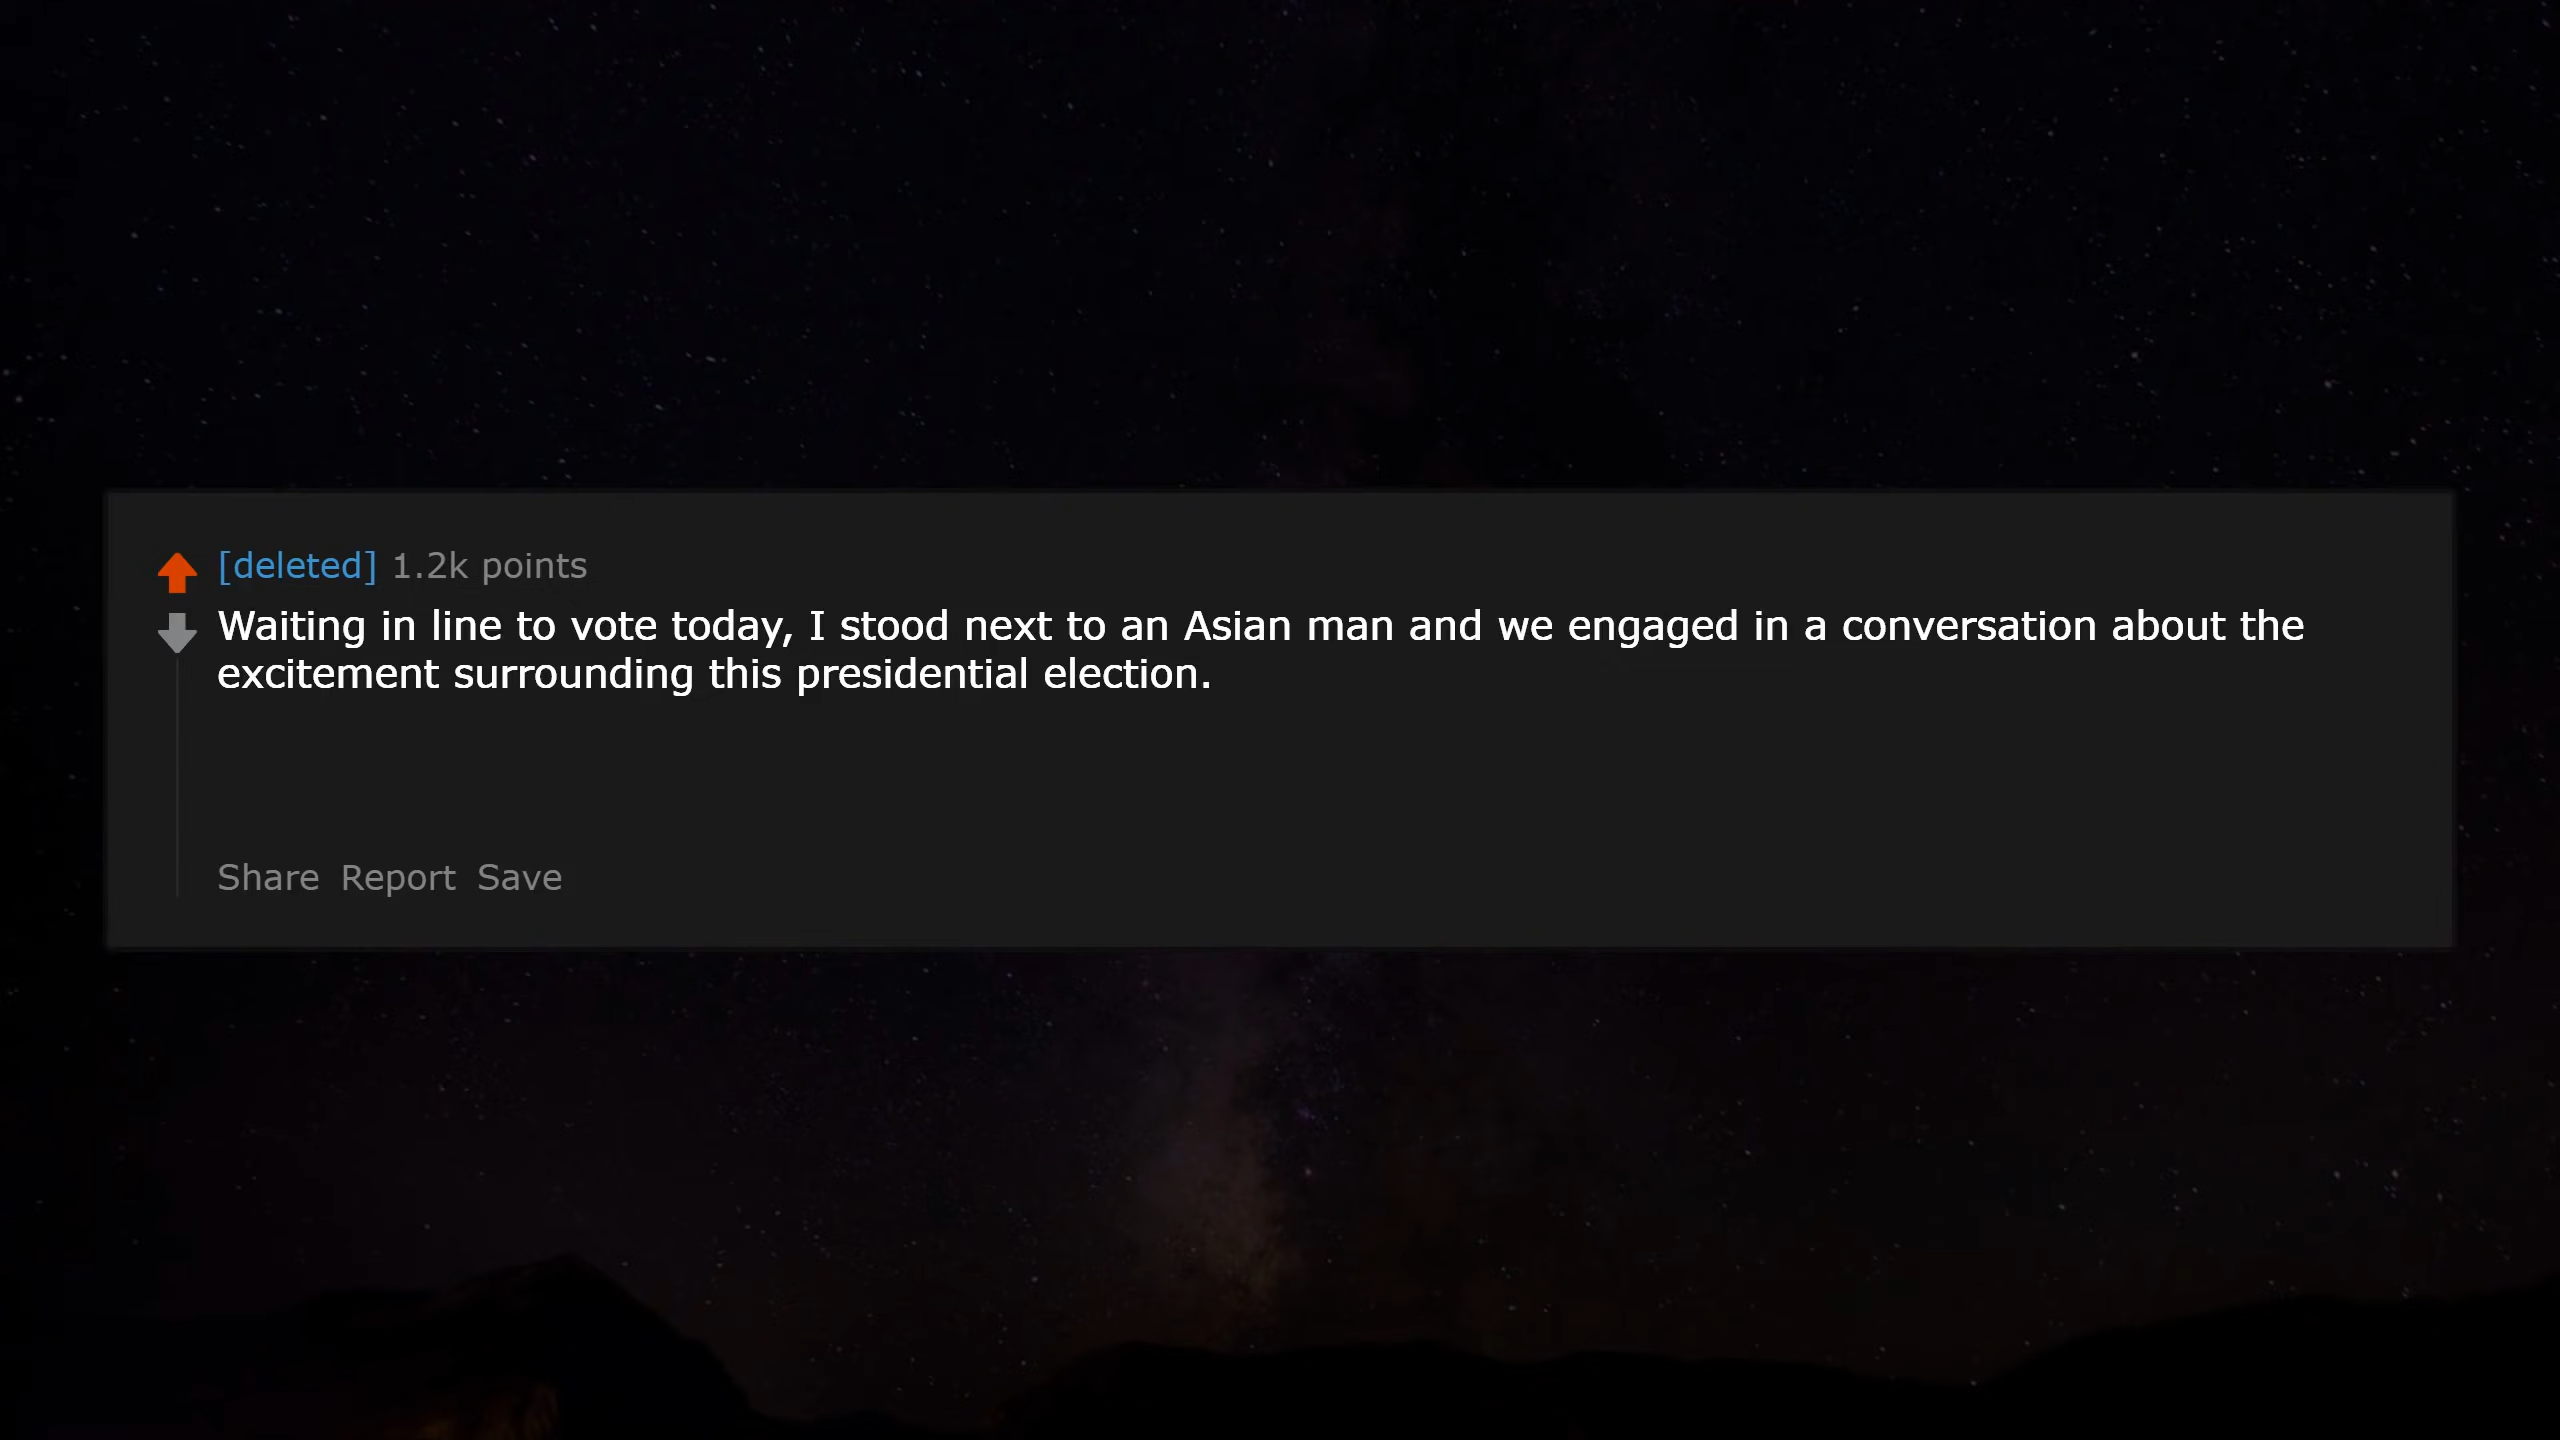 [deleted] 1.2k points
Waiting in line to vote today, I stood next to an Asian man and we engaged in a conversation about the
excitement surrounding this presidential election.
Share Report Save